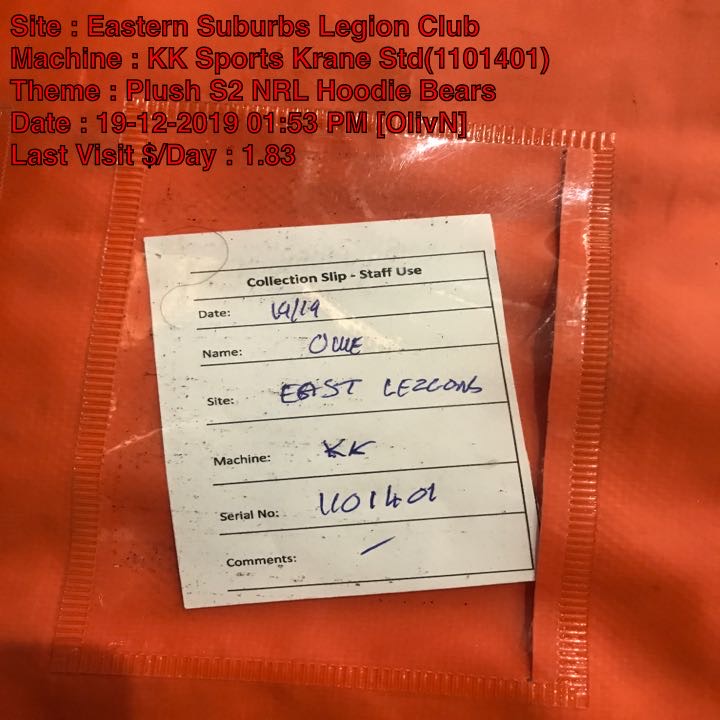 Site : Eastern Suburbs Legion Club
Machine : KK Sports Krane Std(1101401)
Theme : Plush S2 NRL Hoodie Bears
Date : 19-12-2019 01:53 PM [OlivN]
Last Visit $/Day : 1.83
Collection Slip - Staff Use
Date: 19/19
Name: OLLIE
Site: EAST LEGIONS
Machine: KK
Serial No: 1101401
Comments: /